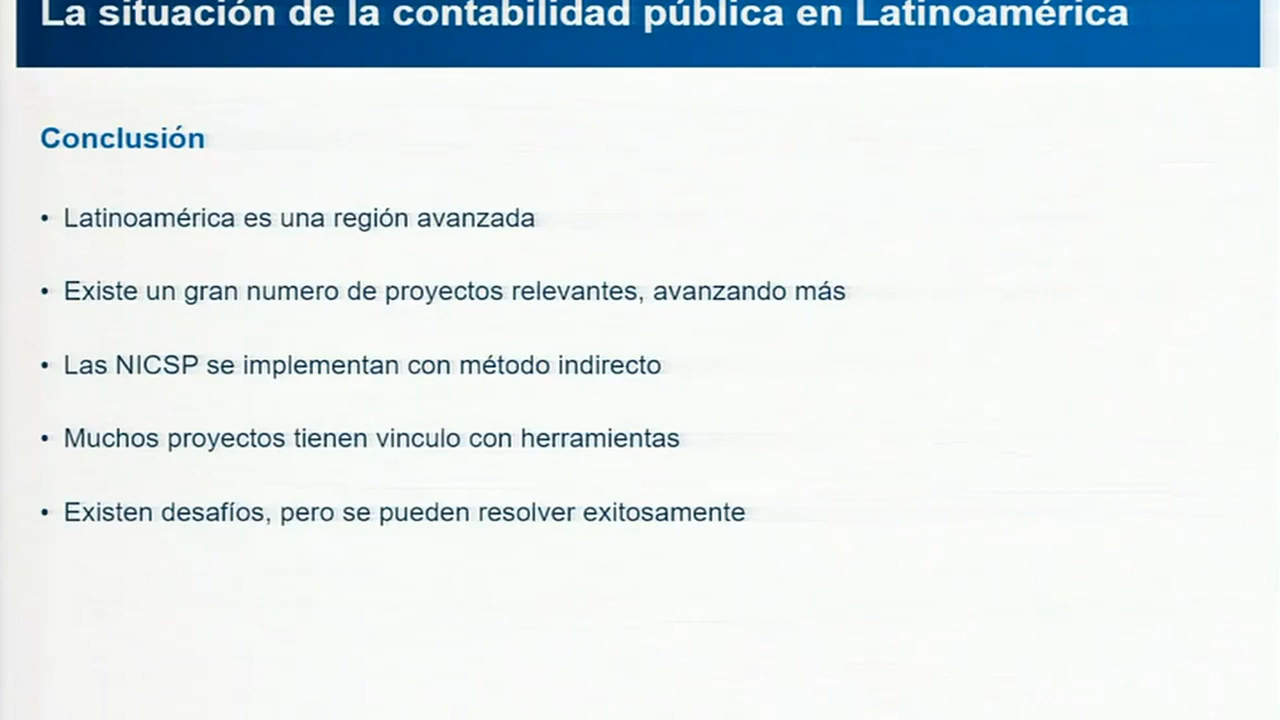 La situación de la contabilidad pública en Latinoamérica
Conclusión
• Latinoamérica es una región avanzada
• Existe un gran numero de proyectos relevantes, avanzando más
• Las NICSP se implementan con método indirecto
• Muchos proyectos tienen vinculo con herramientas
• Existen desafíos, pero se pueden resolver exitosamente